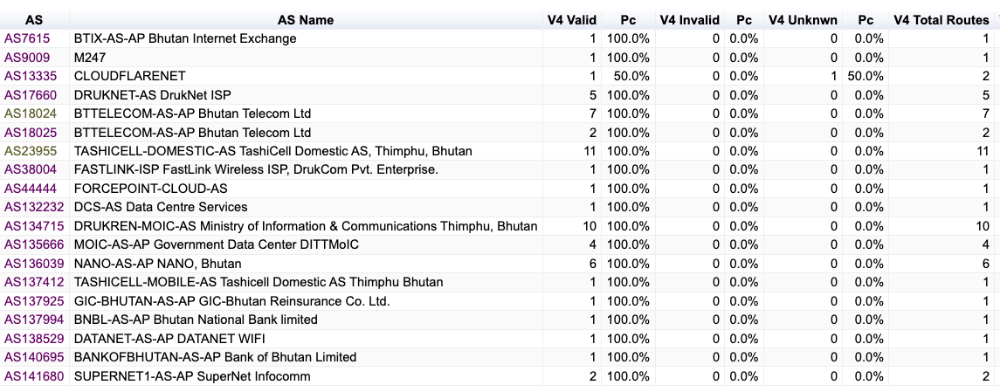 AS AS Name V4 Valid Pc V4 Invalid Pc V4 Unknwn Pc V4 Total Routes
AS7615 BTIX-AS-AP Bhutan Internet Exchange 1 100.0% 0 0.0% 0 0.0% 1
AS9009 M247 1 100.0% 0 0.0% 0 0.0% 1
AS13335 CLOUDFLARENET 1 50.0% 0 0.0% 1 50.0% 2
AS17660 DRUKNET-AS DrukNet ISP 5 100.0% 0 0.0% 0 0.0% 5
AS18024 BTTELECOM-AS-AP Bhutan Telecom Ltd 7 100.0% 0 0.0% 0 0.0% 7
AS18025 BTTELECOM-AS-AP Bhutan Telecom Ltd 2 100.0% 0 0.0% 0 0.0% 2
AS23955 TASHICELL-DOMESTIC-AS TashiCell Domestic AS, Thimphu, Bhutan 11 100.0% 0 0.0% 0 0.0% 11
AS38004 FASTLINK-ISP FastLink Wireless ISP, DrukCom Pvt. Enterprise. 1 100.0% 0 0.0% 0 0.0% 1
AS44444 FORCEPOINT-CLOUD-AS 1 100.0% 0 0.0% 0 0.0% 1
AS132232 DCS-AS Data Centre Services 1 100.0% 0 0.0% 0 0.0% 1
AS134715 DRUKREN-MOIC-AS Ministry of Information & Communications Thimphu, Bhutan 10 100.0% 0 0.0% 0 0.0% 10
AS135666 MOIC-AS-AP Government Data Center DITTMoIC 4 100.0% 0 0.0% 0 0.0% 4
AS136039 NANO-AS-AP NANO, Bhutan 6 100.0% 0 0.0% 0 0.0% 6
AS137412 TASHICELL-MOBILE-AS Tashicell Domestic AS Thimphu Bhutan 1 100.0% 0 0.0% 0 0.0% 1
AS137925 GIC-BHUTAN-AS-AP GIC-Bhutan Reinsurance Co. Ltd. 1 100.0% 0 0.0% 0 0.0% 1
AS137994 BNBL-AS-AP Bhutan National Bank limited 1 100.0% 0 0.0% 0 0.0% 1
AS138529 DATANET-AS-AP DATANET WIFI 1 100.0% 0 0.0% 0 0.0% 1
AS140695 BANKOFBHUTAN-AS-AP Bank of Bhutan Limited 1 100.0% 0 0.0% 0 0.0% 1
AS141680 SUPERNET1-AS-AP SuperNet Infocomm 2 100.0% 0 0.0% 0 0.0% 2